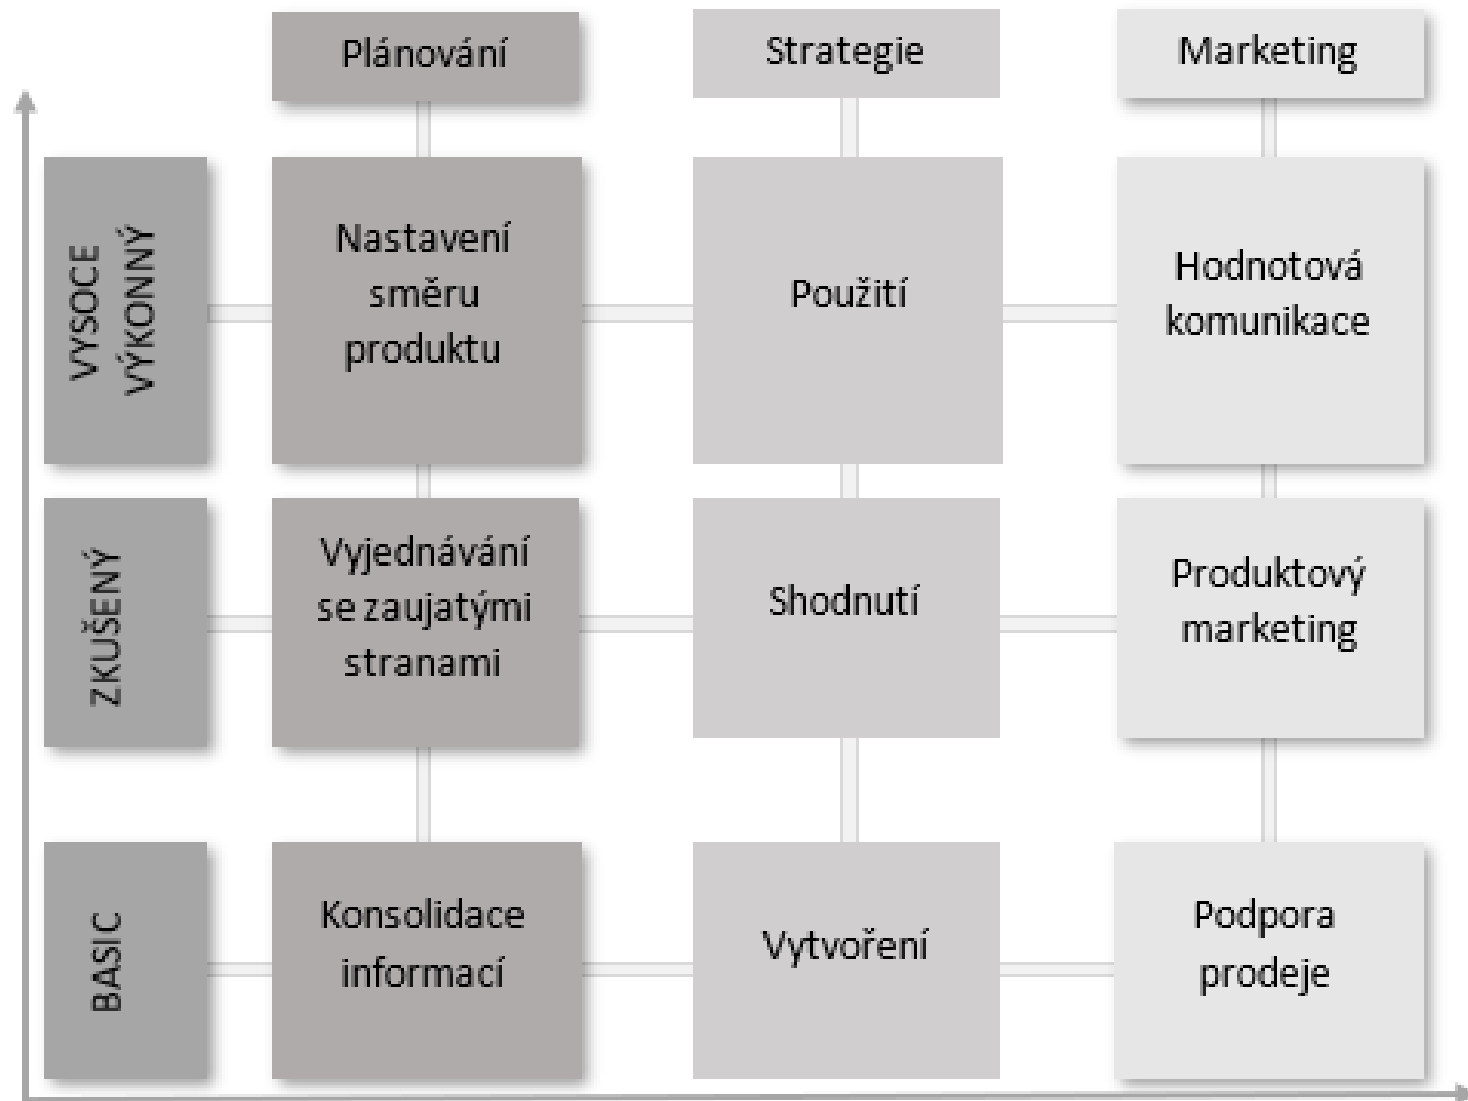 Plánování
Strategie
Marketing
VYSOCE
VÝKONNÝ
Nastavení
směru
produktu
Použití
Hodnotová
komunikace
ZKUŠENÝ
Vyjednávání
se zaujatými
stranami
Shodnutí
Produktový
marketing
BASIC
Konsolidace
informací
Vytvoření
Podpora
prodeje